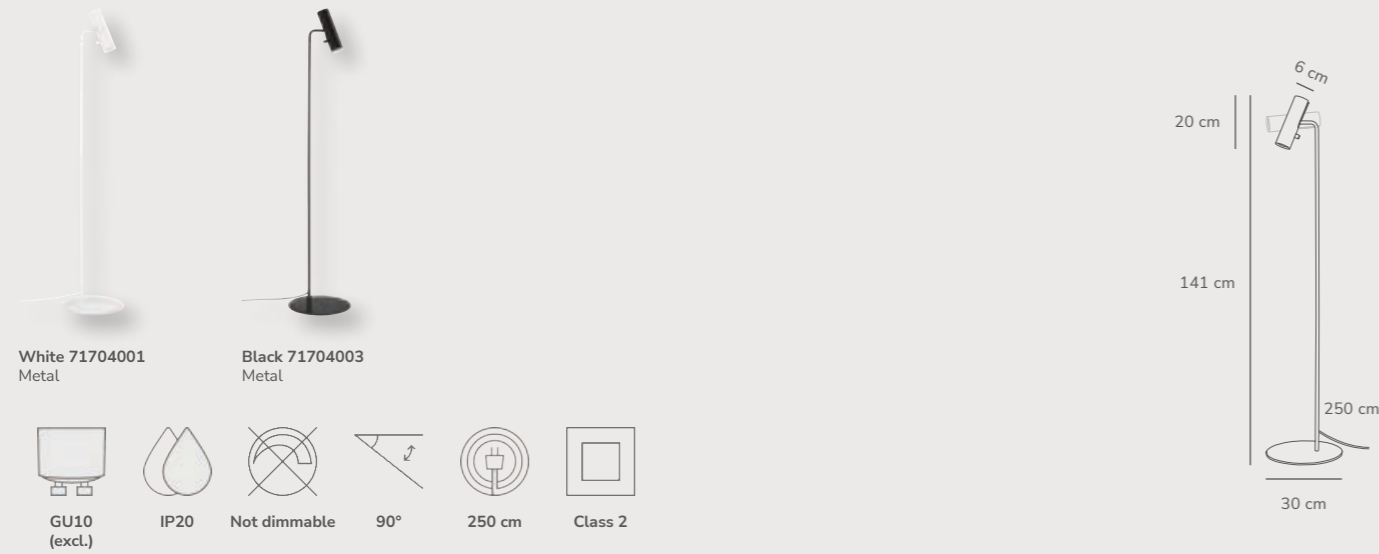 White 71704001
Metal
Black 71704003
Metal
GU10
(excl.)
IP20
Not dimmable
90°
250 cm
Class 2
6 cm
20 cm
141 cm
250 cm
30 cm